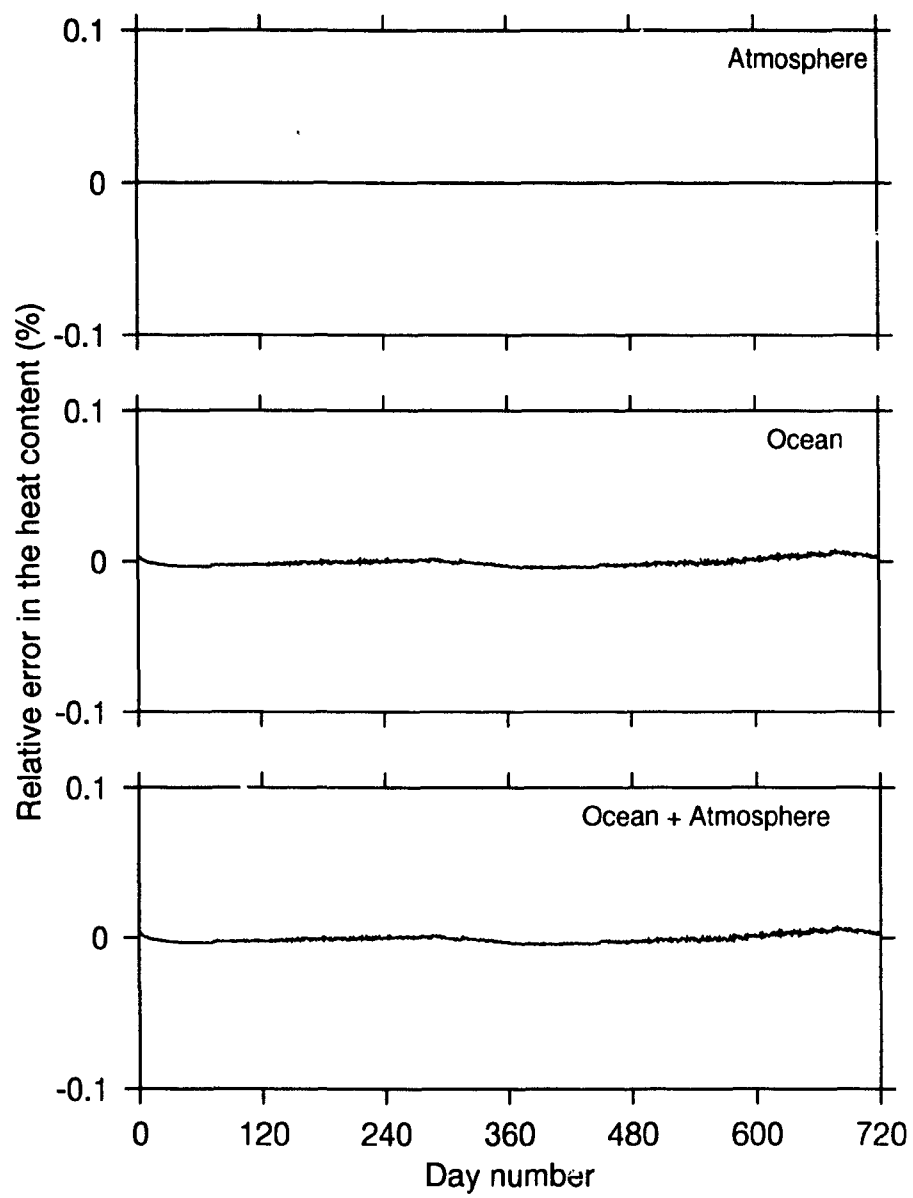 0.1
Atmosphere
0
-0.1
0.1
Ocean
0
-0.1
0.1
Ocean + Atmosphere
0
-0.1
Relative error in the heat content (%)
0 120 240 360 480 600 720
Day number